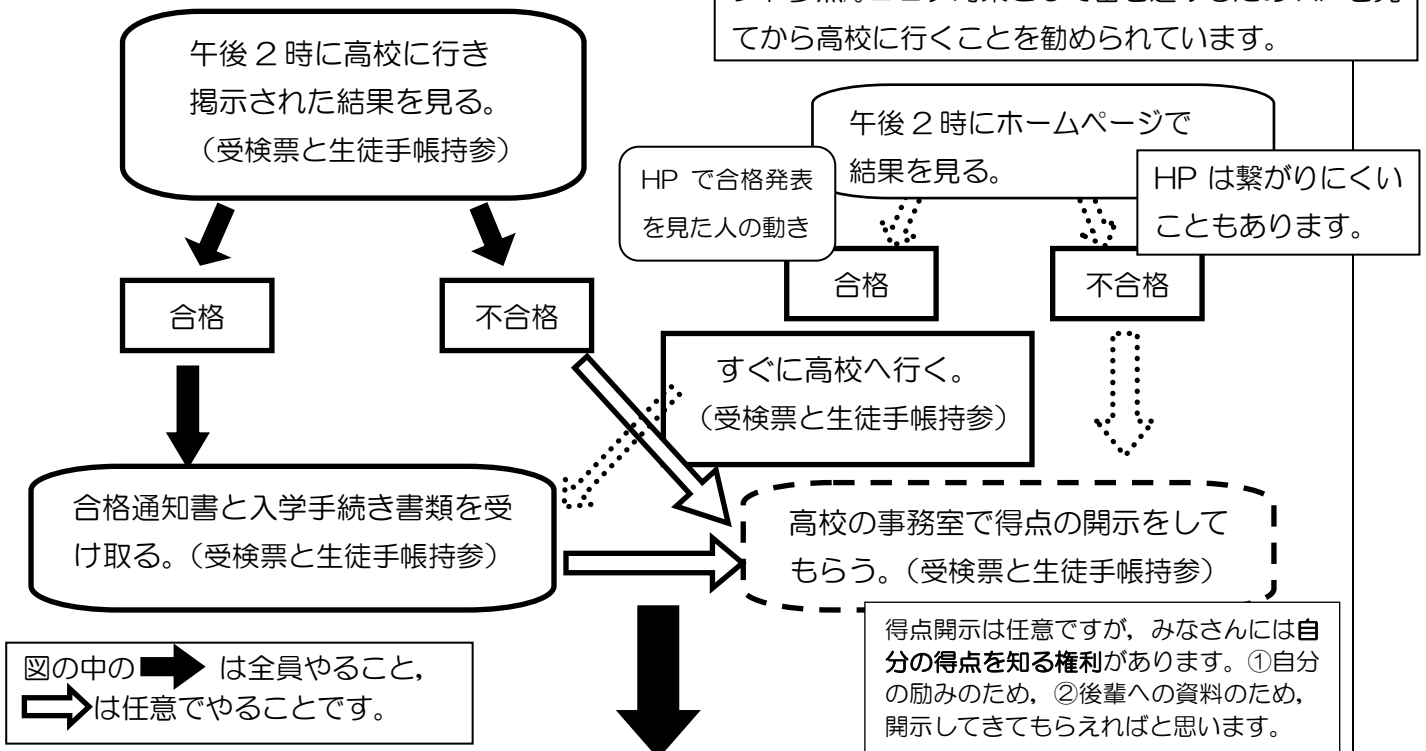 てから高校に行くことを勧められています。
午後2時に高校に行き
掲示された結果を見る。
（受検票と生徒手帳持参）
午後2時にホームページで
結果を見る。
HP で合格発表
を見た人の動き
HP は繋がりにくい
こともあります。
合格
不合格
合格
不合格
すぐに高校へ行く。
（受検票と生徒手帳持参）
合格通知書と入学手続き書類を受
け取る。（受検票と生徒手帳持参）
高校の事務室で得点の開示をして
もらう。（受検票と生徒手帳持参）
図の中の は全員やること，
は任意でやることです。
得点開示は任意ですが，みなさんには自
分の得点を知る権利があります。①自分
の励みのため，②後輩への資料のため，
開示してきてもらえればと思います。